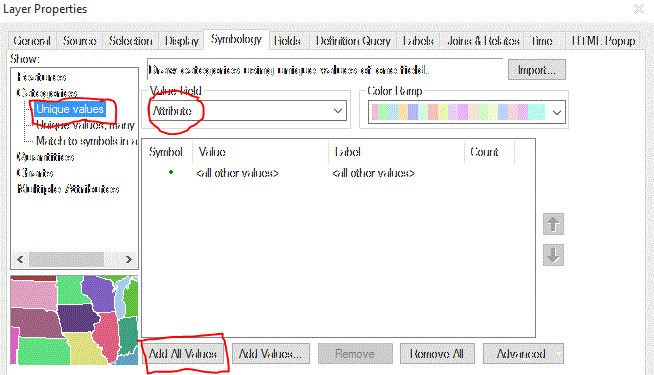 Layer Properties
General Source Selection Display Symbology Fields Definition Query Labels Joins & Relates Time HTML Popup
Show:
Features
Categories
Unique values
Unique values, many
Match to symbols in a
Quantities
Charts
Multiple Attributes
Draw categories using unique values of one field.
Import...
Value Field
Attribute
Color Ramp
Symbol Value Label Count
<all other values> <all other values>
Add All Values Add Values... Remove Remove All Advanced